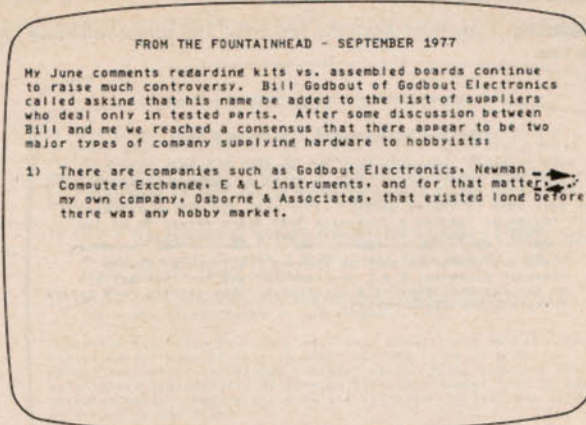 FROM THE FOUNTAINHEAD - SEPTEMBER 1977
My June comments regarding kits vs. assembled boards continue
to raise much controversy. Bill Godbout of Godbout Electronics
called asking that his name be added to the list of suppliers
who deal only in tested parts. After some discussion between
Bill and me we reached a consensus that there appear to be two
major types of company supplying hardware to hobbyists:
1) There are companies such as Godbout Electronics, Newman
Computer Exchange, E & L instruments, and for that matter,
my own company, Osborne & Associates, that existed long before
there was any hobby market.